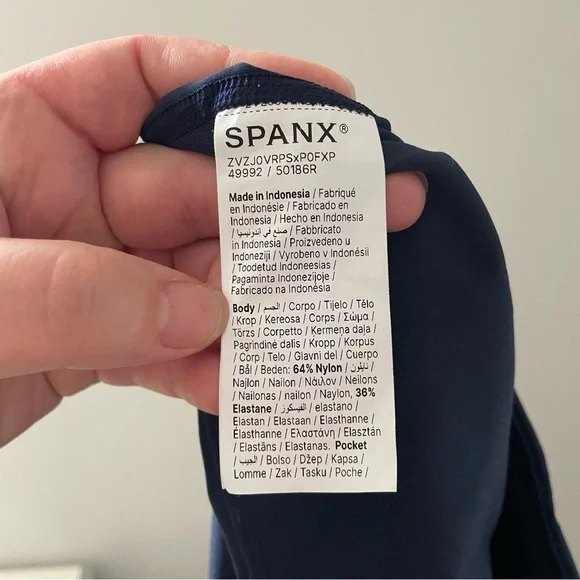 SPANX®
ZVZJ0VRPSxP0FXP
49992 / 50186R
Made in Indonesia / Fabriqué
en Indonésie / Fabricado en
Indonesia / Hecho en Indonesia
/ صنع في أندونيسيا / Fabbricato
in Indonesia / Proizvedeno u
Indoneziji / Vyrobeno v Indonésii
/ Toodetud Indoneesias /
Pagaminta Indonezijoje /
Fabricado na Indonésia
Body / الجسم / Corpo / Tijelo / Tělo
/ Krop / Kereosa / Corps / Σώμα /
Törzs / Corpetto / Ķermeņa daļa /
Pagrindinė dalis / Kropp / Korpus
/ Corp / Telo / Glavni del / Cuerpo
/ Bål / Beden: 64% Nylon / نايلون /
Najlon / Nailon / Νάιλον / Neilons
/ Nailonas / nailon / Naylon, 36%
Elastane / الفيسكوز / elastano /
Elastan / Elastaan / Elasthanne /
Élasthanne / Ελαστάνη / Elasztán
/ Elastāns / Elastanas. Pocket
/ الجيب / Bolso / Džep / Kapsa /
Lomme / Zak / Tasku / Poche /